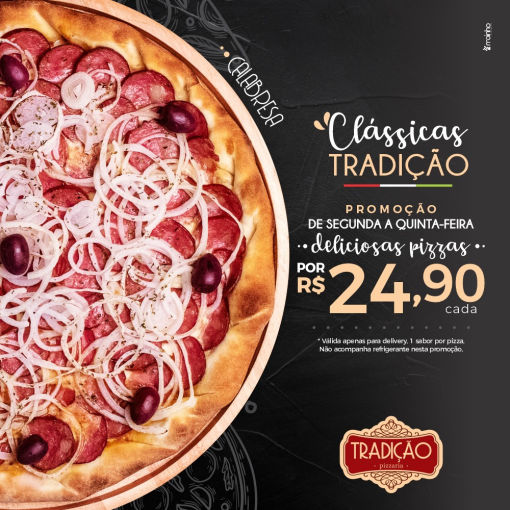 mainho
CALABRESA
Clássicas
TRADIÇÃO
PROMOÇÃO
DE SEGUNDA A QUINTA-FEIRA
deliciosas pizzas
POR
R$ 24,90
cada
* Válida apenas para delivery, 1 sabor por pizza.
Não acompanha refrigerante nesta promoção.
TRADIÇÃO
pizzaria